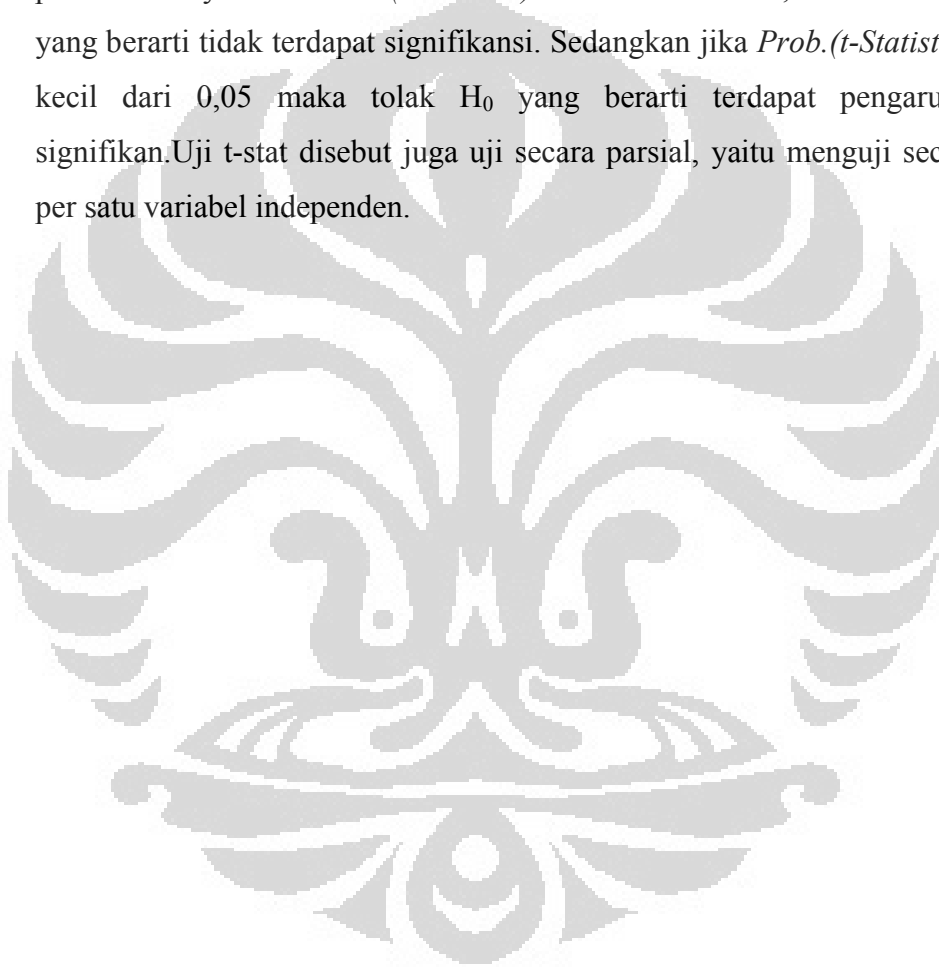 yang berarti tidak terdapat signifikansi. Sedangkan jika Prob.(t-Statist
kecil dari 0,05 maka tolak H₀ yang berarti terdapat pengaru
signifikan.Uji t-stat disebut juga uji secara parsial, yaitu menguji sec
per satu variabel independen.